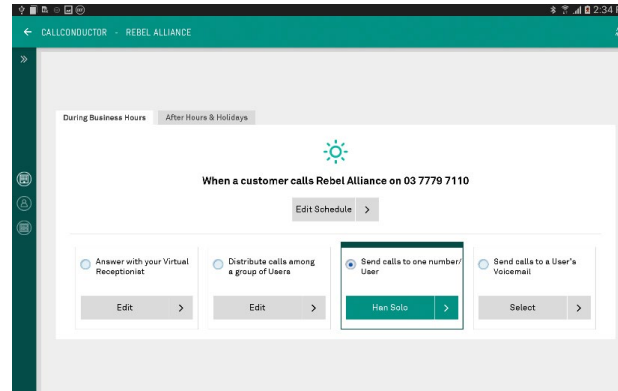 2:34 P
CALLCONDUCTOR - REBEL ALLIANCE
During Business Hours
After Hours & Holidays
When a customer calls Rebel Alliance on 03 7779 7110
Edit Schedule
Answer with your Virtual
Receptionist
Edit
Distribute calls among
a group of Users
Edit
Send calls to one number/
User
Han Solo
Send calls to a User's
Voicemail
Select